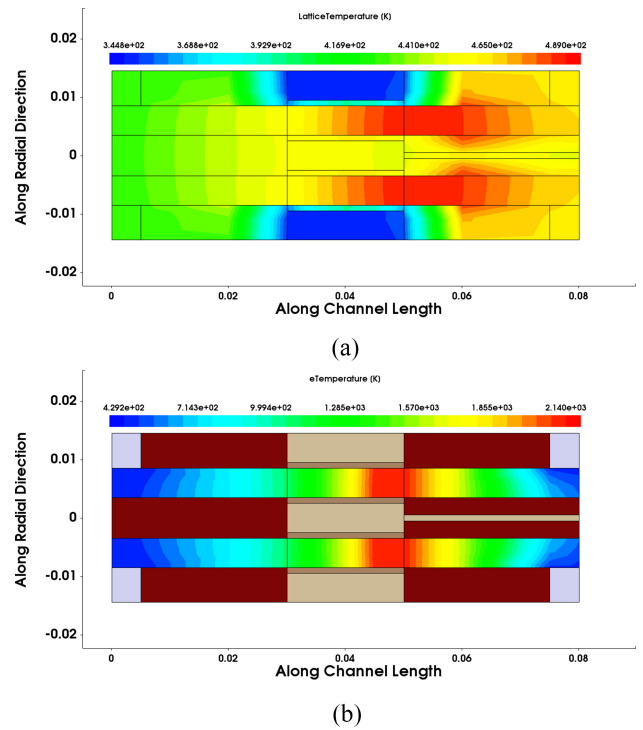 LatticeTemperature (K)
3.448e+02 3.688e+02 3.929e+02 4.169e+02 4.410e+02 4.650e+02 4.890e+02
0.02
0.01
0
-0.01
-0.02
Along Radial Direction
0 0.02 0.04 0.06 0.08
Along Channel Length
(a)
eTemperature (K)
4.292e+02 7.143e+02 9.994e+02 1.285e+03 1.570e+03 1.855e+03 2.140e+03
0.02
0.01
0
-0.01
-0.02
Along Radial Direction
0 0.02 0.04 0.06 0.08
Along Channel Length
(b)